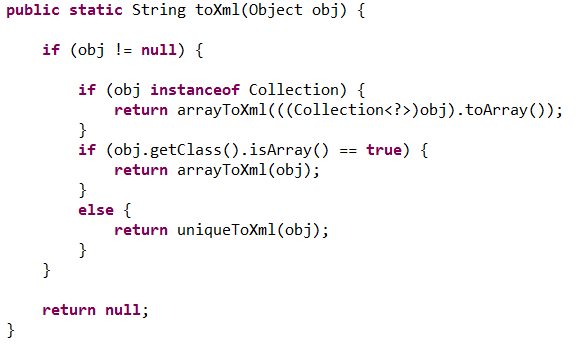 public static String toXml(Object obj) {
if (obj != null) {
if (obj instanceof Collection) {
return arrayToXml(((Collection<?>)obj).toArray());
}
if (obj.getClass().isArray() == true) {
return arrayToXml(obj);
}
else {
return uniqueToXml(obj);
}
}
return null;
}